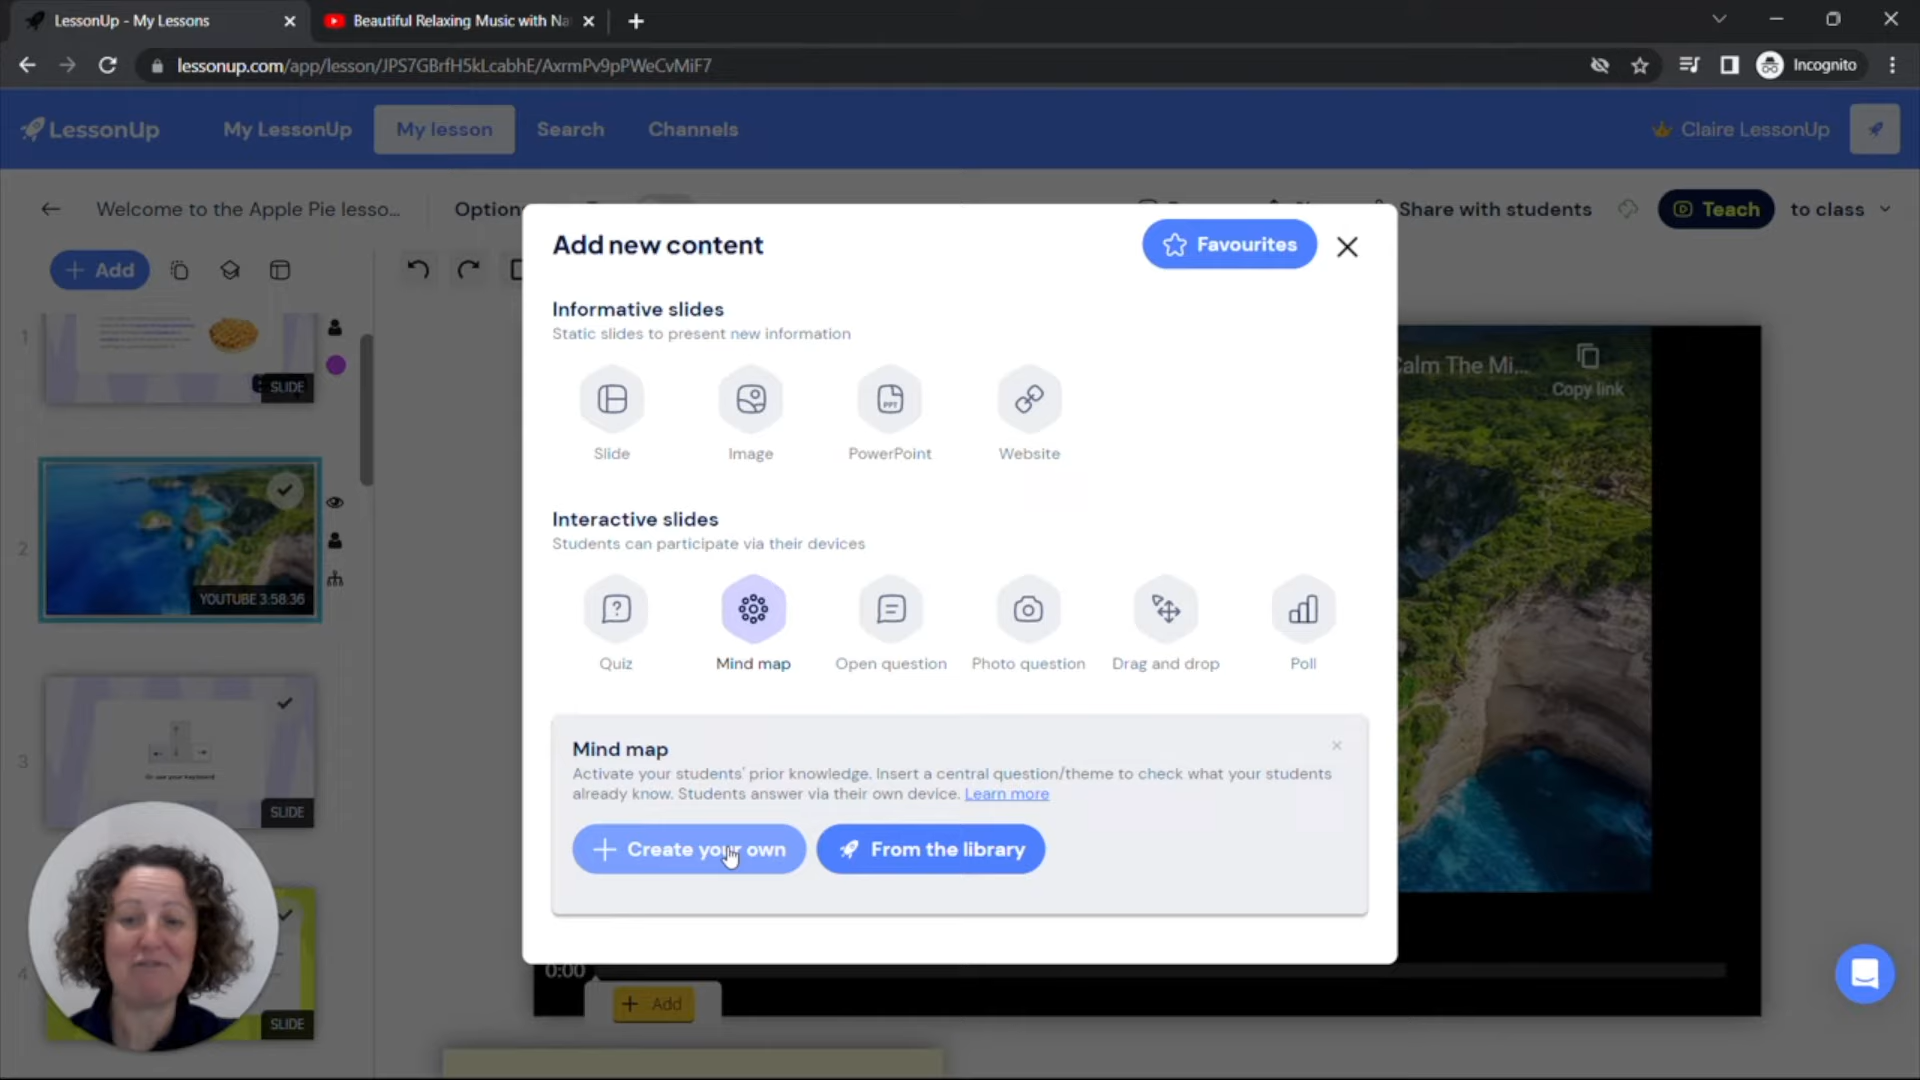 LessonUp - My Lessons
Beautiful Relaxing Music with Na
lessonup.com/app/lesson/JPS7GBrfH5kLcabhE/AxrmPv9pPWeCvMiF7
Incognito
LessonUp
My LessonUp
My lesson
Search
Channels
Claire LessonUp
Welcome to the Apple Pie lesso...
Option
Share with students
Teach
to class
Add
Add new content
Favourites
Informative slides
Static slides to present new information
PPT
Slide
Image
PowerPoint
Website
Interactive slides
Students can participate via their devices
Quiz
Mind map
Open question
Photo question
Drag and drop
Poll
Mind map
Activate your students' prior knowledge. Insert a central question/theme to check what your students
already know. Students answer via their own device. Learn more
Create your own
From the library
1
SLIDE
2
YOUTUBE 3:58:36
3
Or use your keyboard
SLIDE
4
SLIDE
Calm The Mi...
Copy link
0:00
Add